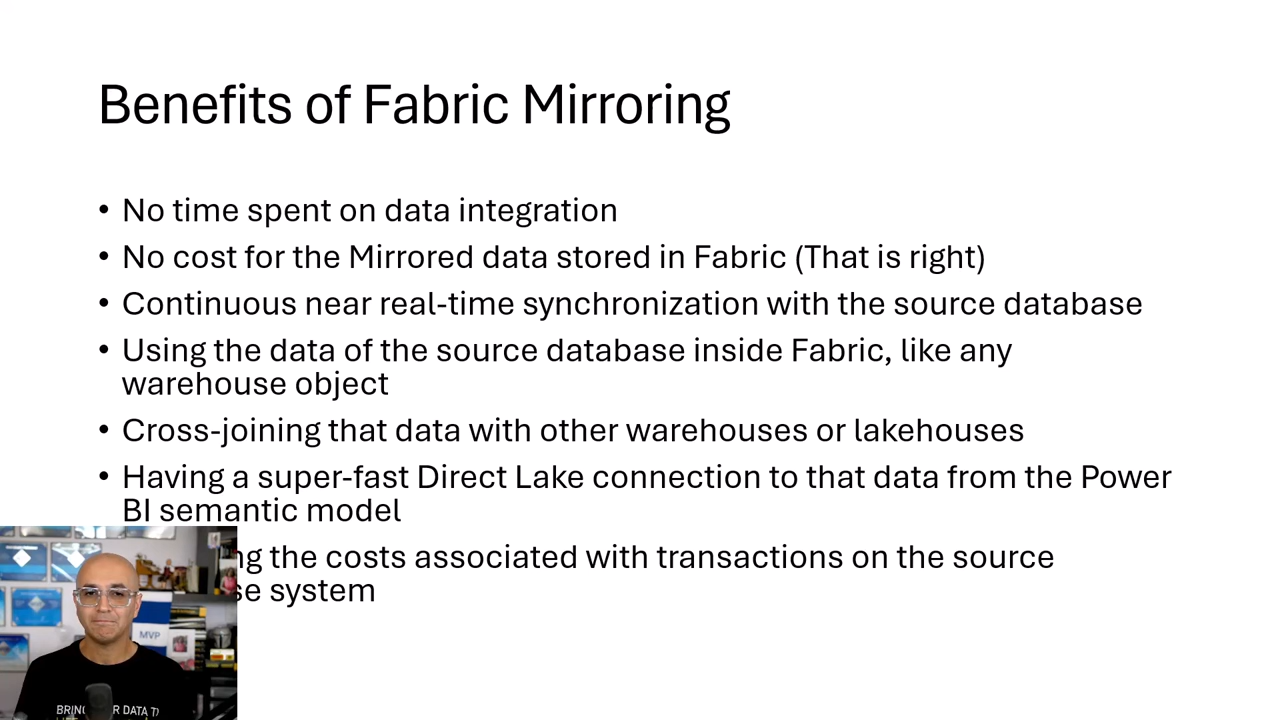 Benefits of Fabric Mirroring
• No time spent on data integration
• No cost for the Mirrored data stored in Fabric (That is right)
• Continuous near real-time synchronization with the source database
• Using the data of the source database inside Fabric, like any
warehouse object
• Cross-joining that data with other warehouses or lakehouses
• Having a super-fast Direct Lake connection to that data from the Power
BI semantic model
the costs associated with transactions on the source
system
MVP
DATA